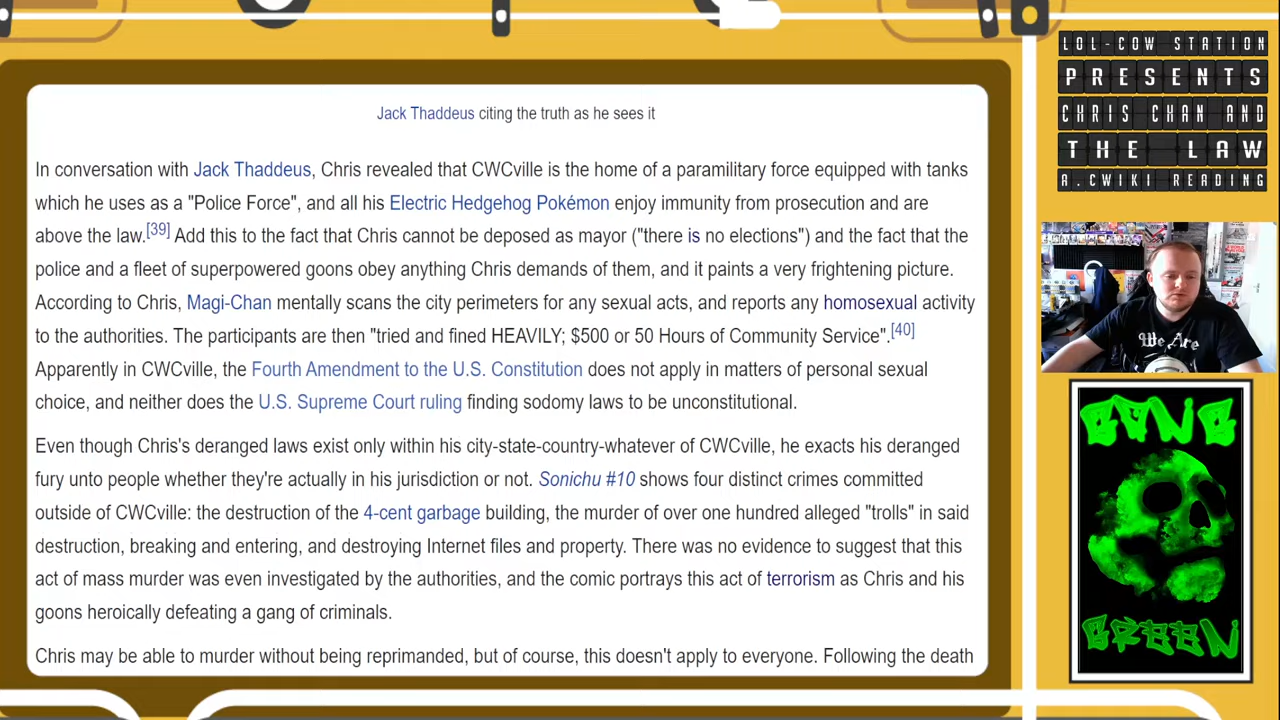 Jack Thaddeus citing the truth as he sees it
In conversation with Jack Thaddeus, Chris revealed that CWCville is the home of a paramilitary force equipped with tanks
which he uses as a "Police Force", and all his Electric Hedgehog Pokémon enjoy immunity from prosecution and are
above the law.[39] Add this to the fact that Chris cannot be deposed as mayor ("there is no elections") and the fact that the
police and a fleet of superpowered goons obey anything Chris demands of them, and it paints a very frightening picture.
According to Chris, Magi-Chan mentally scans the city perimeter for any sexual acts, and reports any homosexual activity
to the authorities. The participants are then "tried and fined HEAVILY; $500 or 50 Hours of Community Service".[40]
Apparently in CWCville, the Fourth Amendment to the U.S. Constitution does not apply in matters of personal sexual
choice, and neither does the U.S. Supreme Court ruling finding sodomy laws to be unconstitutional.
Even though Chris's deranged laws exist only within his city-state-country-whatever of CWCville, he exacts his deranged
fury unto people whether they're actually in his jurisdiction or not. Sonichu #10 shows four distinct crimes committed
outside of CWCville: the destruction of the 4-cent garbage building, the murder of over one hundred alleged "trolls" in said
destruction, breaking and entering, and destroying Internet files and property. There was no evidence to suggest that this
act of mass murder was even investigated by the authorities, and the comic portrays this act of terrorism as Chris and his
goons heroically defeating a gang of criminals.
Chris may be able to murder without being reprimanded, but of course, this doesn't apply to everyone. Following the death
LOL-COW STATION
PRESENTS
CHRIS CHAN AND
THE LAW
A.CWIKI READING
We Are
GANG
GREEN